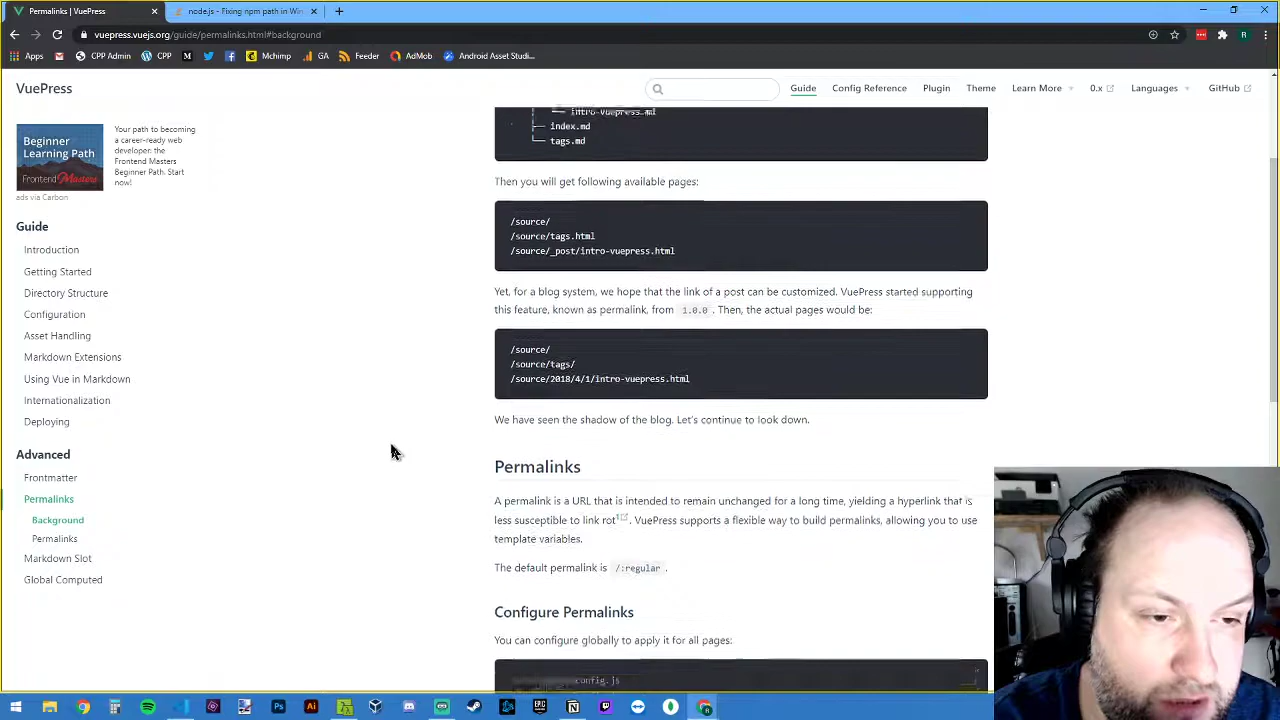 Permalinks | VuePress
node.js - Fixing npm path in Win
vuepress.vuejs.org/guide/permalinks.html#background
R
Apps
CPP Admin
CPP
Mchimp
GA
Feeder
AdMob
Android Asset Studi...
VuePress
Guide
Config Reference
Plugin
Theme
Learn More
0.x
Languages
GitHub
Beginner
Learning Path
Frontend Masters
Your path to becoming
a career-ready web
developer: the
Frontend Masters
Beginner Path. Start
now!
ads via Carbon
Guide
Introduction
Getting Started
Directory Structure
Configuration
Asset Handling
Markdown Extensions
Using Vue in Markdown
Internationalization
Deploying
Advanced
Frontmatter
Permalinks
Background
Permalinks
Markdown Slot
Global Computed
intro-vuepress.md
index.md
tags.md
Then you will get following available pages:
/source/
/source/tags.html
/source/_post/intro-vuepress.html
Yet, for a blog system, we hope that the link of a post can be customized. VuePress started supporting
this feature, known as permalink, from 1.0.0 . Then, the actual pages would be:
/source/
/source/tags/
/source/2018/4/1/intro-vuepress.html
We have seen the shadow of the blog. Let's continue to look down.
Permalinks
A permalink is a URL that is intended to remain unchanged for a long time, yielding a hyperlink that is
less susceptible to link rot1. VuePress supports a flexible way to build permalinks, allowing you to use
template variables.
The default permalink is /:regular .
Configure Permalinks
You can configure globally to apply it for all pages:
config.js